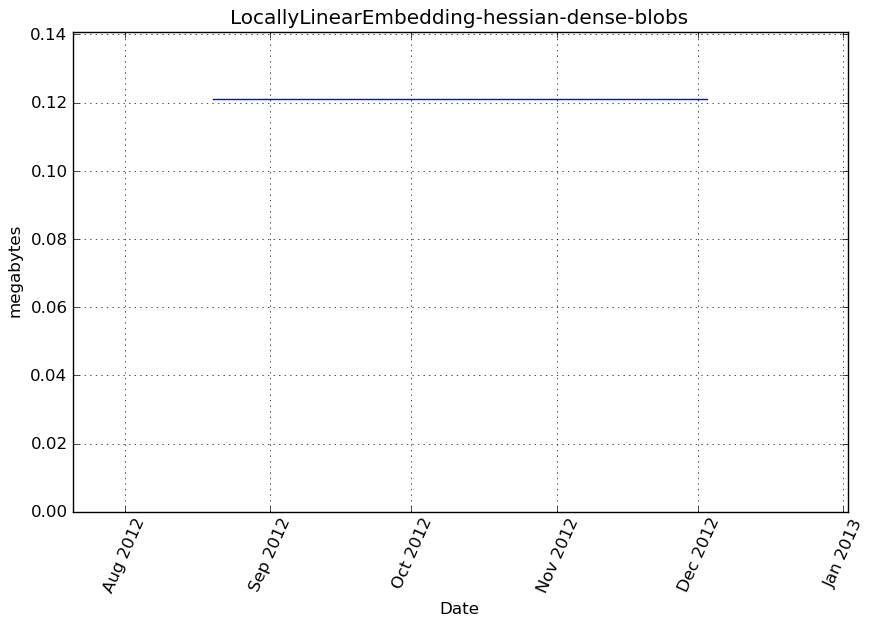 LocallyLinearEmbedding-hessian-dense-blobs
0.14
0.12
0.10
0.08
0.06
0.04
0.02
0.00
megabytes
Aug 2012
Sep 2012
Oct 2012
Nov 2012
Dec 2012
Jan 2013
Date